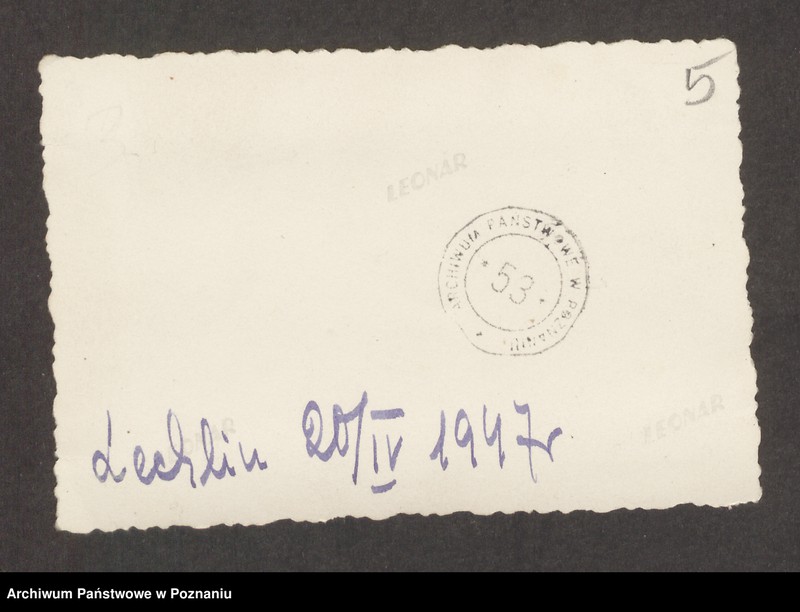 5
LEONAR
ARCHIWUM PAŃSTWOWE W POZNANIU
53
LEONAR
Lechlin 20/IV 1947r
Archiwum Państwowe w Poznaniu